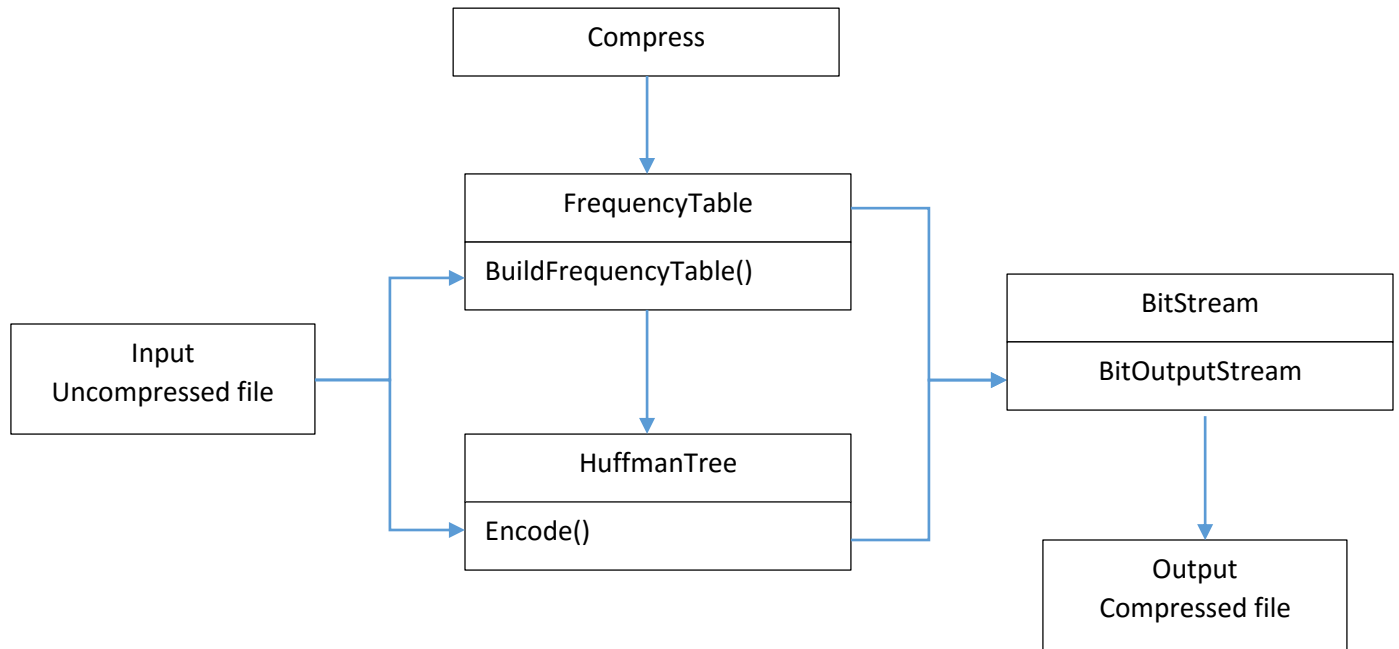 Compress
FrequencyTable
BuildFrequencyTable()
Input
Uncompressed file
HuffmanTree
Encode()
BitStream
BitOutputStream
Output
Compressed file